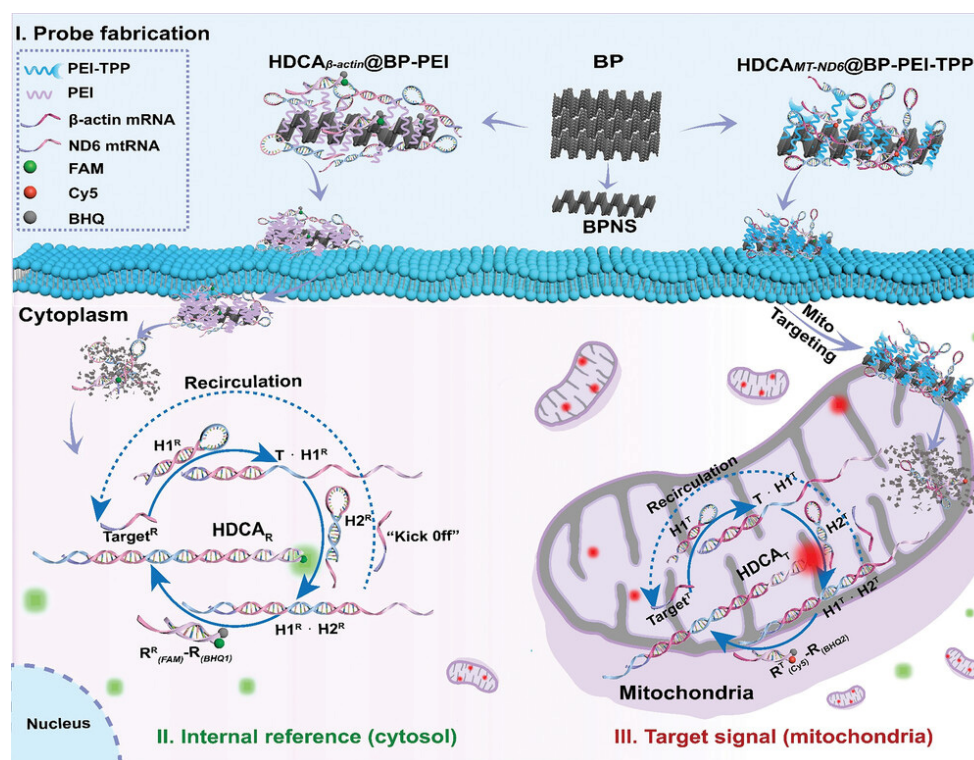 I. Probe fabrication
PEI-TPP
PEI
β-actin mRNA
ND6 mtRNA
FAM
Cy5
BHQ
HDCAβ-actin@BP-PEI
BP
HDCAMT-ND6@BP-PEI-TPP
BPNS
Cytoplasm
Mito
Targeting
Recirculation
H1ᴿ
T · H1ᴿ
Targetᴿ
HDCAR
H2ᴿ
"Kick 0ff"
H1ᴿ · H2ᴿ
Rᴿ(FAM)-R(BHQ1)
Recirculation
H1ᵀ
T · H1ᵀ
H2ᵀ
HDCAT
Targetᵀ
H1ᵀ · H2ᵀ
Rᵀ(Cy5)-R(BHQ2)
Mitochondria
Nucleus
II. Internal reference (cytosol)
III. Target signal (mitochondria)